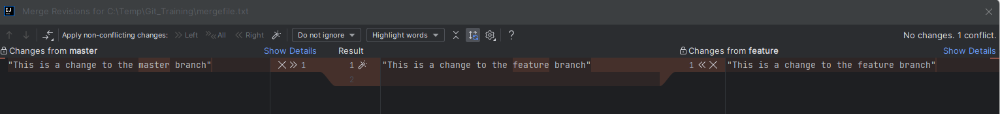 Merge Revisions for C:\Temp\Git_Training\mergefile.txt
Apply non-conflicting changes: Left All Right Do not ignore Highlight words ? No changes. 1 conflict.
Changes from master Show Details Result Changes from feature Show Details
"This is a change to the master branch" 1 1 "This is a change to the feature branch" 1 "This is a change to the feature branch"
2